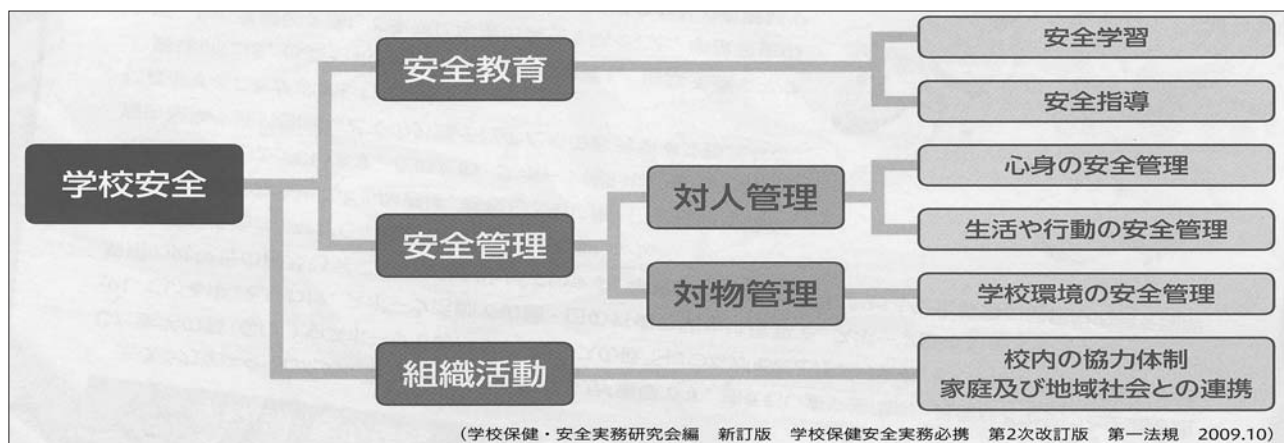 学校安全
安全教育
安全学習
安全指導
安全管理
対人管理
心身の安全管理
生活や行動の安全管理
対物管理
学校環境の安全管理
組織活動
校内の協力体制
家庭及び地域社会との連携
(学校保健・安全実務研究会編　新訂版　学校保健安全実務必携　第2次改訂版　第一法規　2009.10)